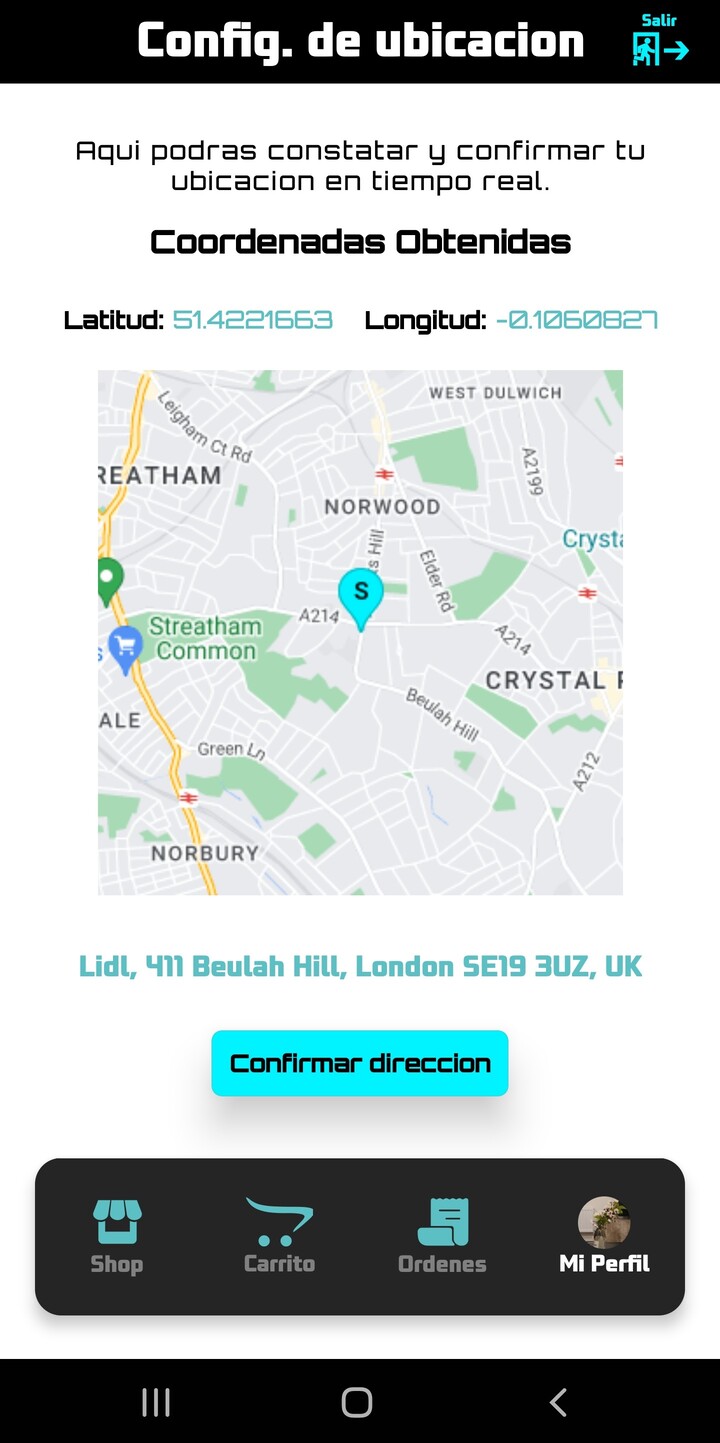 Config. de ubicacion
Salir
Aqui podras constatar y confirmar tu
ubicacion en tiempo real.
Coordenadas Obtenidas
Latitud: 51.4221663 Longitud: -0.1060827
WEST DULWICH
Leigham Ct Rd
A2199
REATHAM
NORWOOD
Crysta
s Hill
Elder Rd
S
A214
A214
Streatham
Common
s
CRYSTAL P
Beulah Hill
ALE
Green Ln
A212
NORBURY
Lidl, 411 Beulah Hill, London SE19 3UZ, UK
Confirmar direccion
Shop
Carrito
Ordenes
Mi Perfil